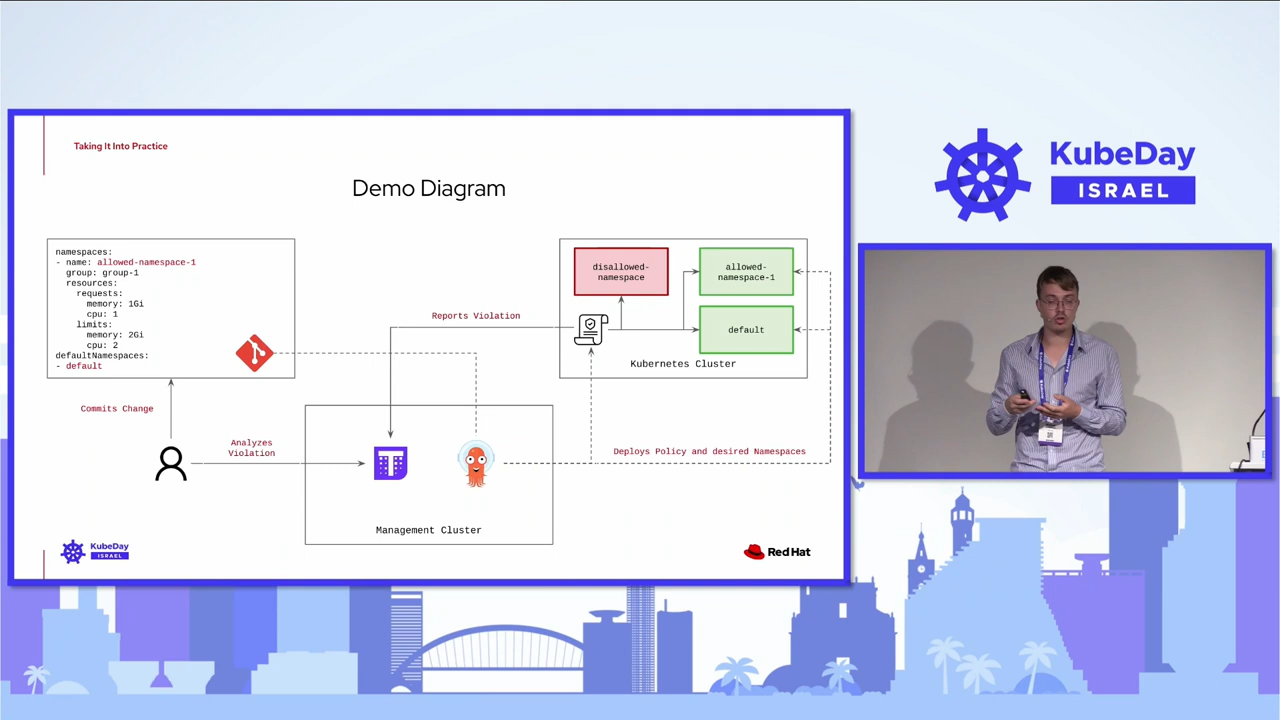 Taking It Into Practice
Demo Diagram
namespaces:
- name: allowed-namespace-1
group: group-1
resources:
requests:
memory: 1Gi
cpu: 1
limits:
memory: 2Gi
cpu: 2
defaultNamespaces:
- default
Commits Change
Analyzes
Violation
Reports Violation
T
Management Cluster
disallowed-
namespace
allowed-
namespace-1
default
Kubernetes Cluster
Deploys Policy and desired Namespaces
KubeDay
ISRAEL
Red Hat
KubeDay
ISRAEL